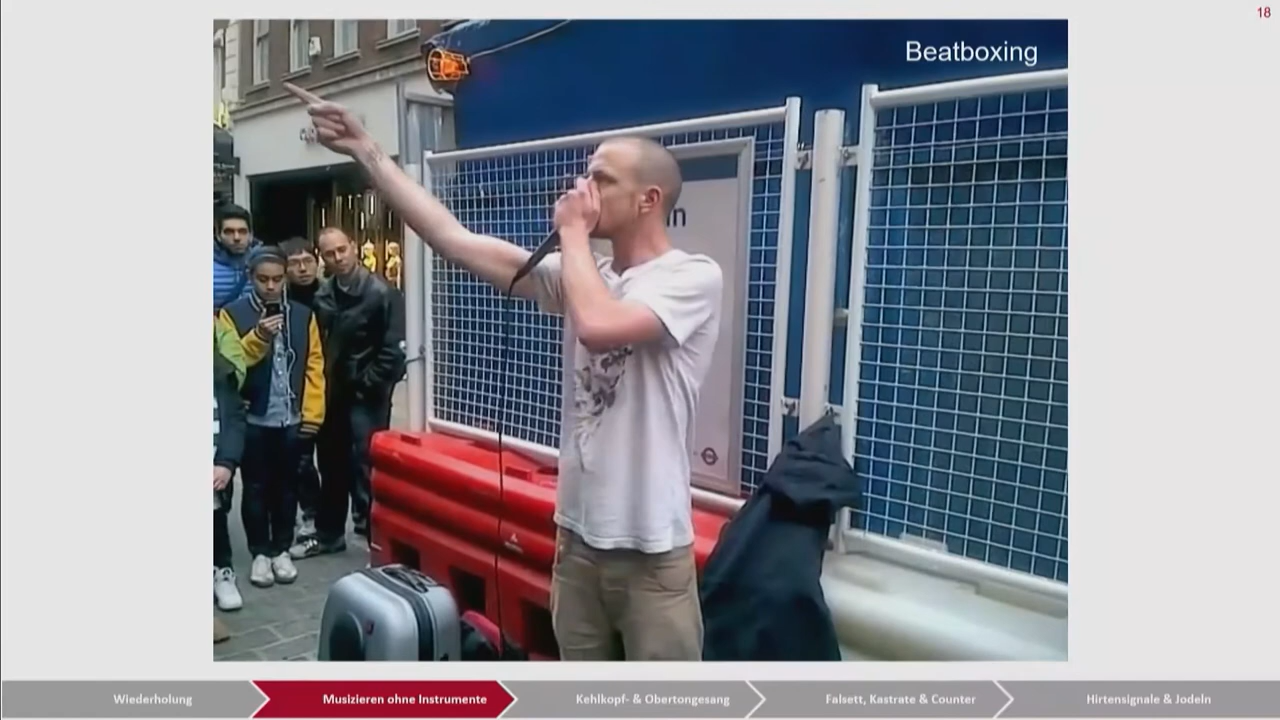 18
Beatboxing
Wiederholung
Musizieren ohne Instrumente
Kehlkopf- & Obertongesang
Falsett, Kastrate & Counter
Hirtensignale & Jodeln